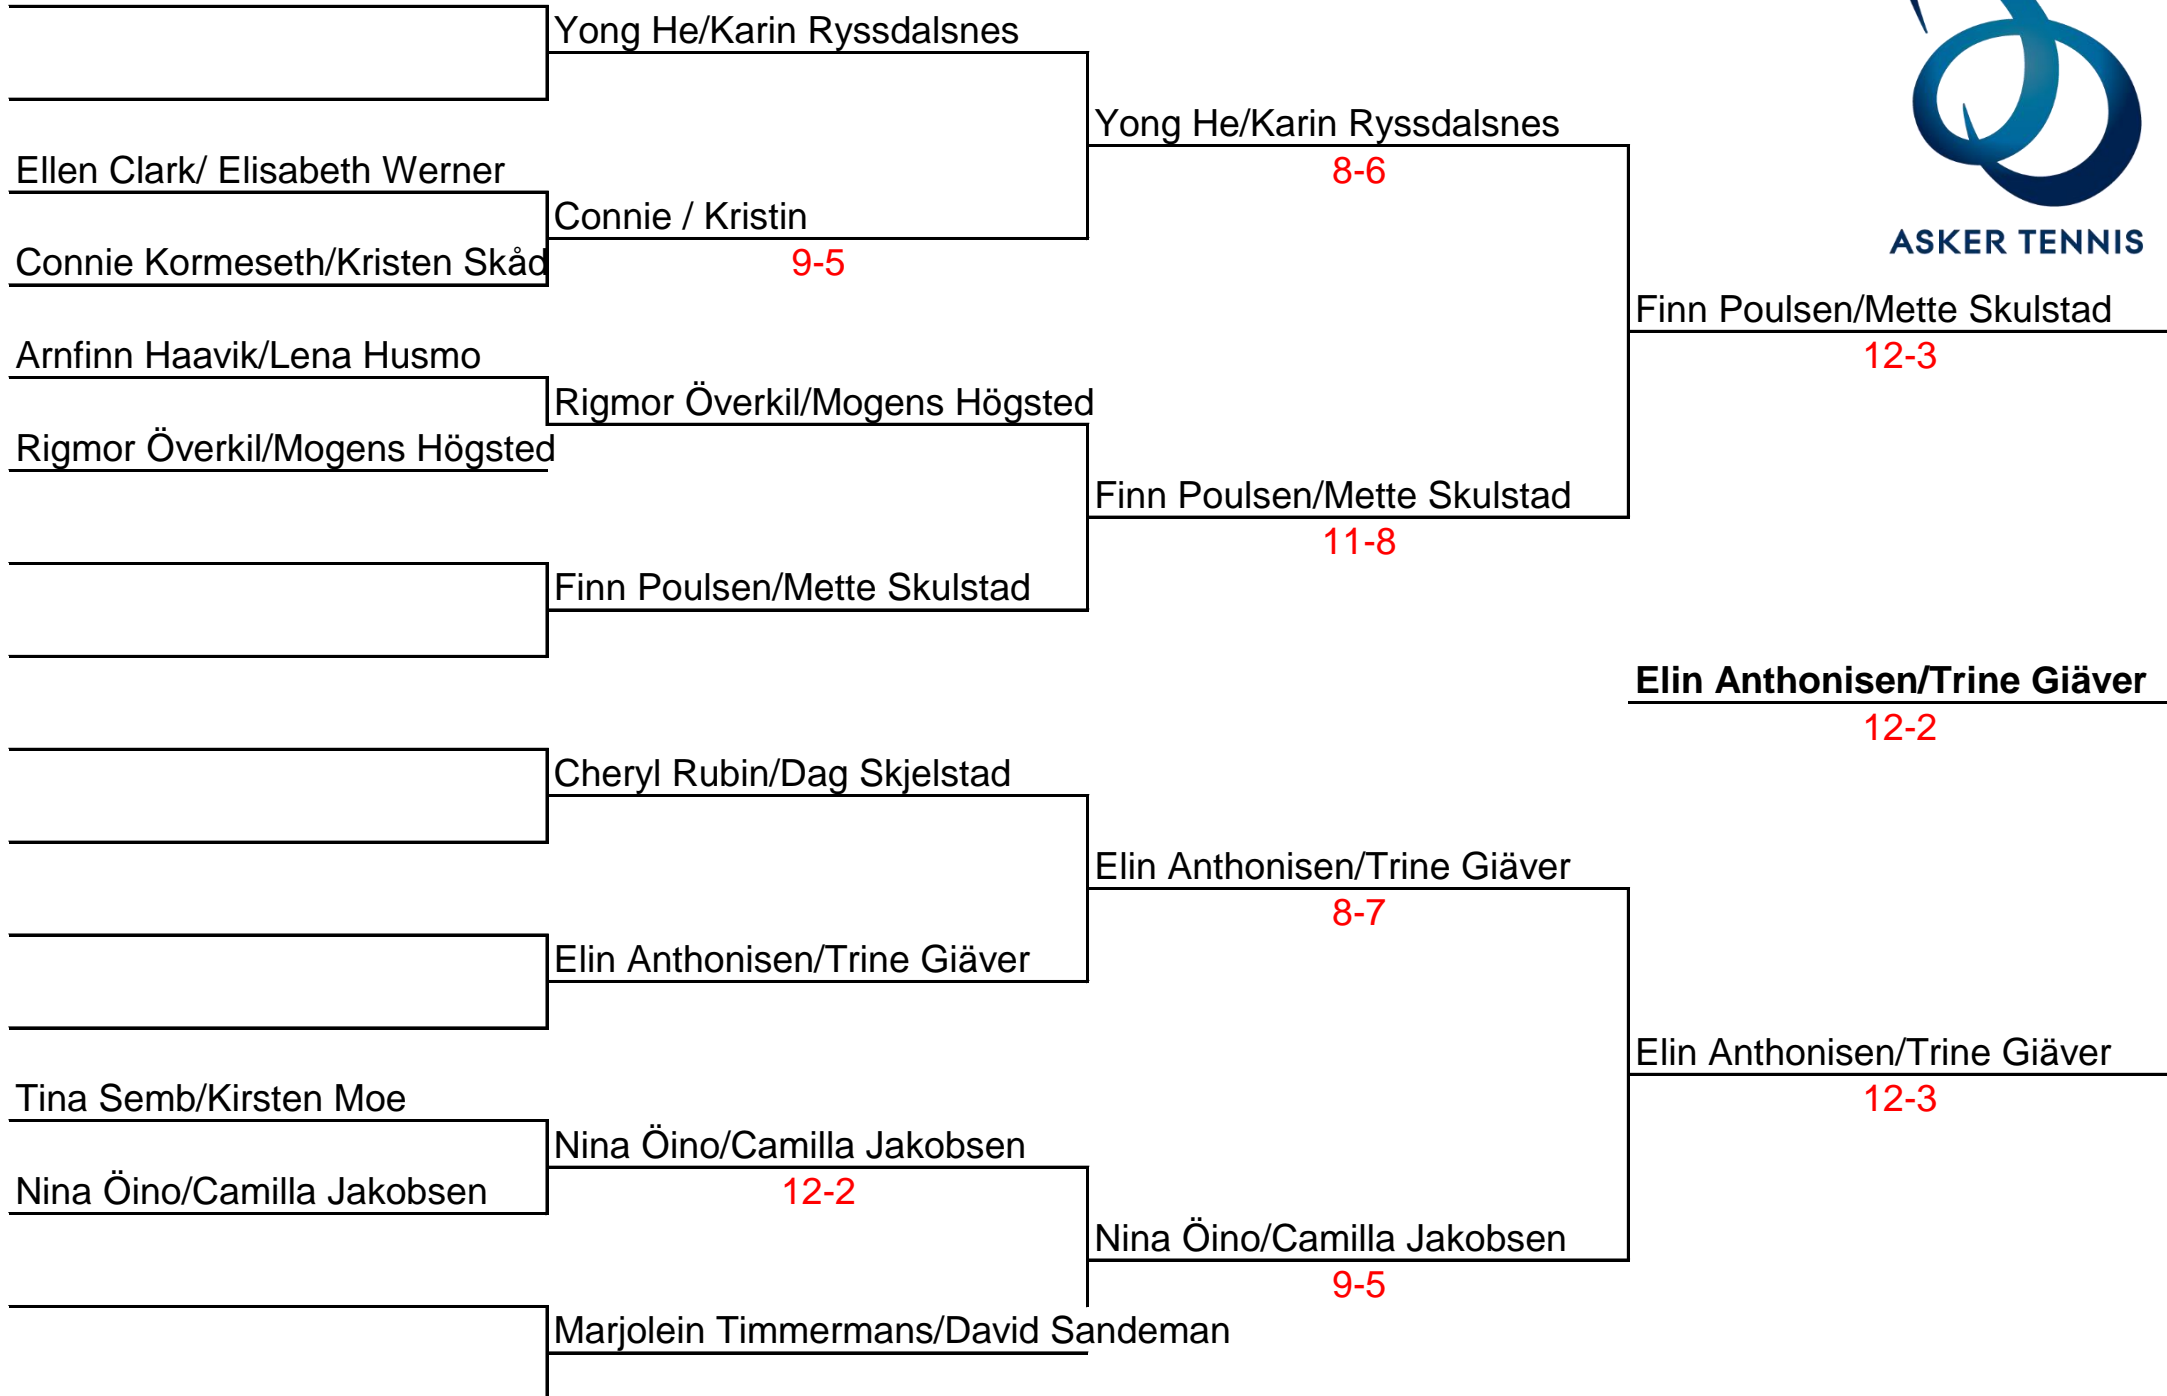 Yong He/Karin Ryssdalsnes
Yong He/Karin Ryssdalsnes
Ellen Clark/ Elisabeth Werner
8-6
Connie / Kristin
ASKER TENNIS
Connie Kormeseth/Kristen Skåd
9-5
Finn Poulsen/Mette Skulstad
Arnfinn Haavik/Lena Husmo
12-3
Rigmor Överkil/Mogens Högsted
Rigmor Överkil/Mogens Högsted
Finn Poulsen/Mette Skulstad
11-8
Finn Poulsen/Mette Skulstad
Elin Anthonisen/Trine Giäver
12-2
Cheryl Rubin/Dag Skjelstad
Elin Anthonisen/Trine Giäver
8-7
Elin Anthonisen/Trine Giäver
Elin Anthonisen/Trine Giäver
Tina Semb/Kirsten Moe
12-3
Nina Öino/Camilla Jakobsen
Nina Öino/Camilla Jakobsen
12-2
Nina Öino/Camilla Jakobsen
9-5
Marjolein Timmermans/David Sandeman